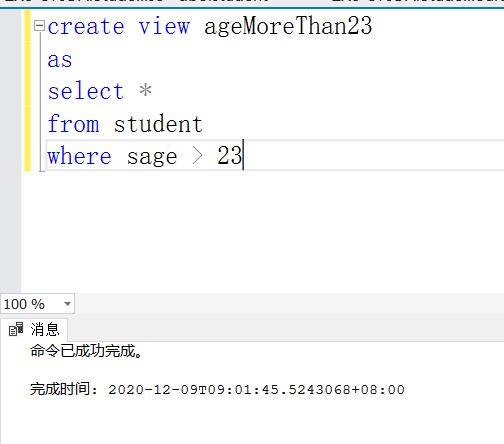 create view ageMoreThan23
as
select *
from student
where sage > 23
100 %
消息
命令已成功完成。
完成时间: 2020-12-09T09:01:45.5243068+08:00